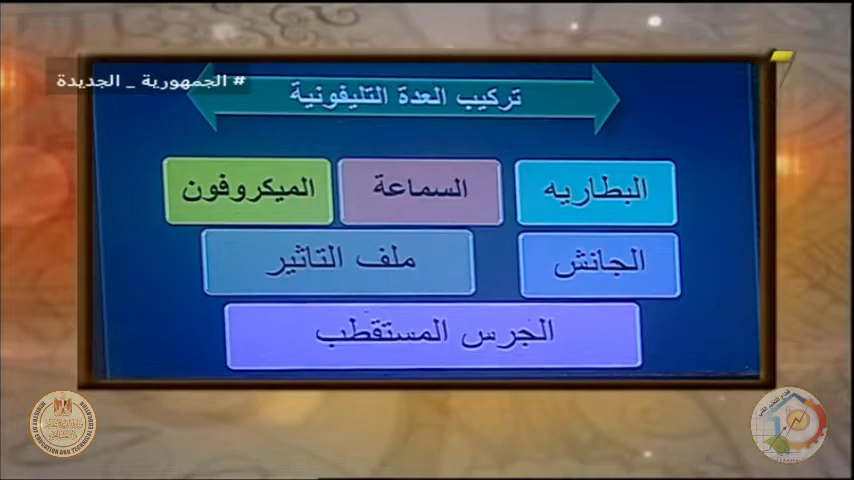 # الجمهورية _ الجديدة
تركيب العدة التليفونية
البطاريه
السماعة
الميكروفون
الجانش
ملف التاثير
الجرس المستقطب